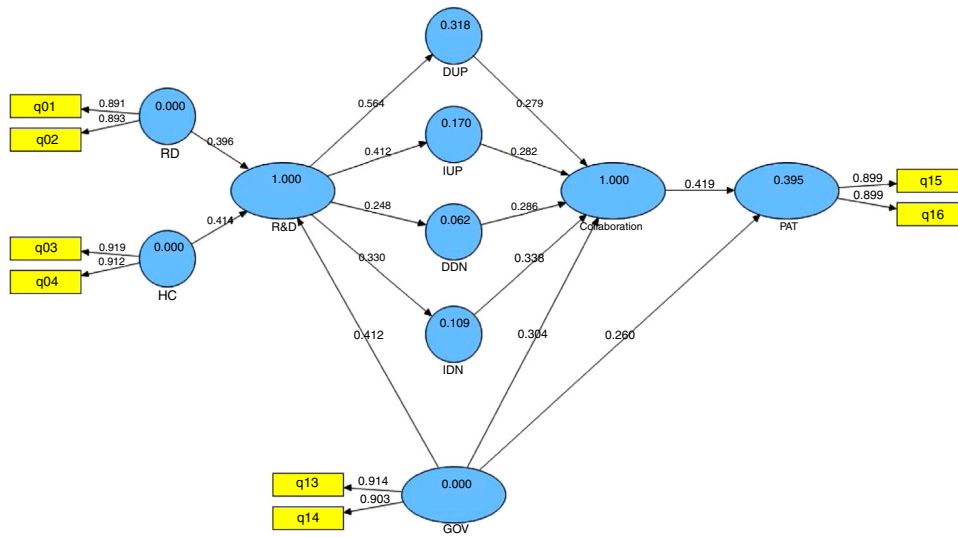 0.318
DUP
0.891
q01
0.893
q02
0.000
RD
0.396
0.564
0.279
0.170
IUP
0.412
0.282
1.000
R&D
0.248
0.286
1.000
Collaboration
0.419
0.395
PAT
0.899
q15
0.899
q16
0.062
DDN
0.414
0.919
q03
0.912
q04
0.000
HC
0.330
0.338
0.109
IDN
0.412
0.304
0.260
q13
0.914
q14
0.903
0.000
GOV